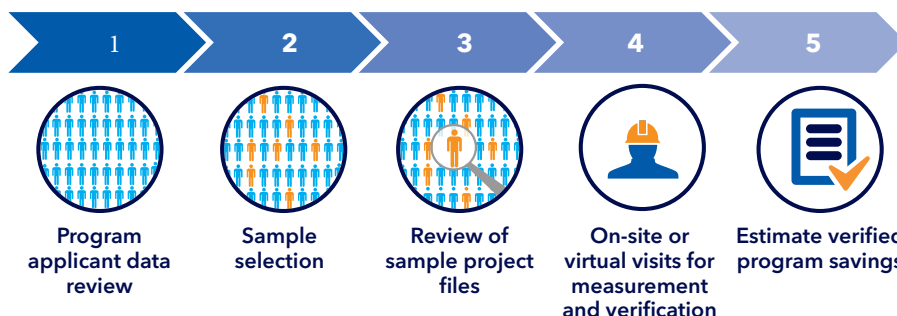 1
2
3
4
5
Program
applicant data
review
Sample
selection
Review of
sample project
files
On-site or
virtual visits for
measurement
and verification
Estimate verified
program savings